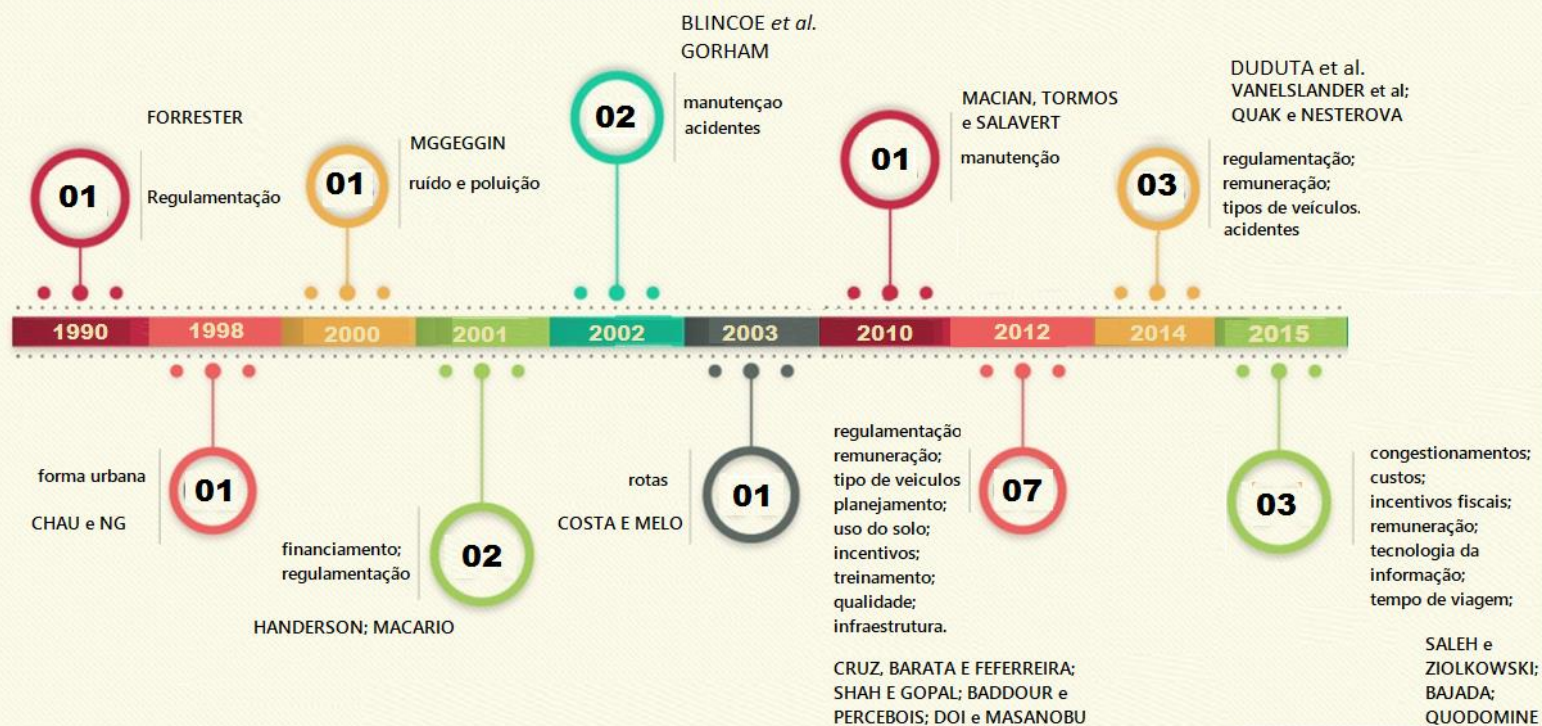 BLINCOE et al.
GORHAM
02
manutençao
acidentes
FORRESTER
01
Regulamentação
MGGEGGIN
01
ruído e poluição
MACIAN, TORMOS
e SALAVERT
01
manutenção
DUDUTA et al.
VANELSLANDER et al;
QUAK e NESTEROVA
03
regulamentação;
remuneração;
tipos de veículos.
acidentes
1990 1998 2000 2001 2002 2003 2010 2012 2014 2015
forma urbana
01
CHAU e NG
financiamento;
regulamentação
02
HANDERSON; MACARIO
rotas
01
COSTA E MELO
regulamentação
remuneração;
tipo de veiculos
planejamento;
uso do solo;
incentivos;
treinamento;
qualidade;
infraestrutura.
07
CRUZ, BARATA E FEFERREIRA;
SHAH E GOPAL; BADDOUR e
PERCEBOIS; DOI e MASANOBU
03
congestionamentos;
custos;
incentivos fiscais;
remuneração;
tecnologia da
informação;
tempo de viagem;
SALEH e
ZIOLKOWSKI;
BAJADA;
QUODOMINE